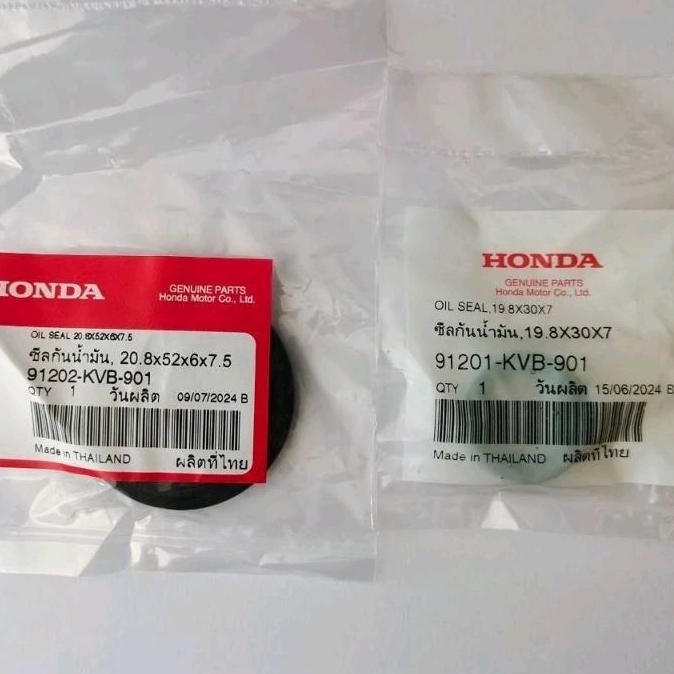 HONDA
GENUINE PARTS
Honda Motor Co., Ltd.
OIL SEAL 20.8X52X6X7.5
ซีลกันน้ำมัน, 20.8x52x6x7.5
91202-KVB-901
QTY 1 วันผลิต 09/07/2024 B
Made in THAILAND ผลิตที่ไทย
HONDA
GENUINE PARTS
Honda Motor Co., Ltd.
OIL SEAL,19.8X30X7
ซีลกันน้ำมัน,19.8X30X7
91201-KVB-901
QTY 1 วันผลิต 15/06/2024 B
Made in THAILAND ผลิตที่ไทย